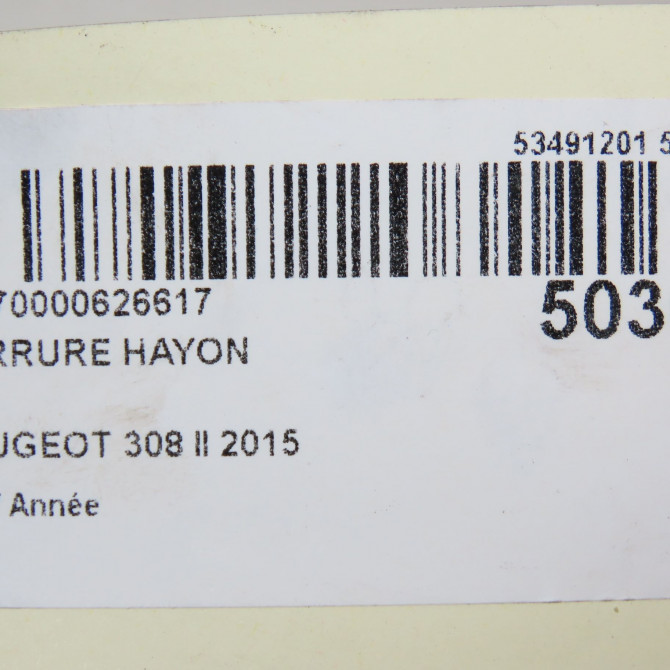 53491201 5
70000626617
503
RRURE HAYON
UGEOT 308 II 2015
Année